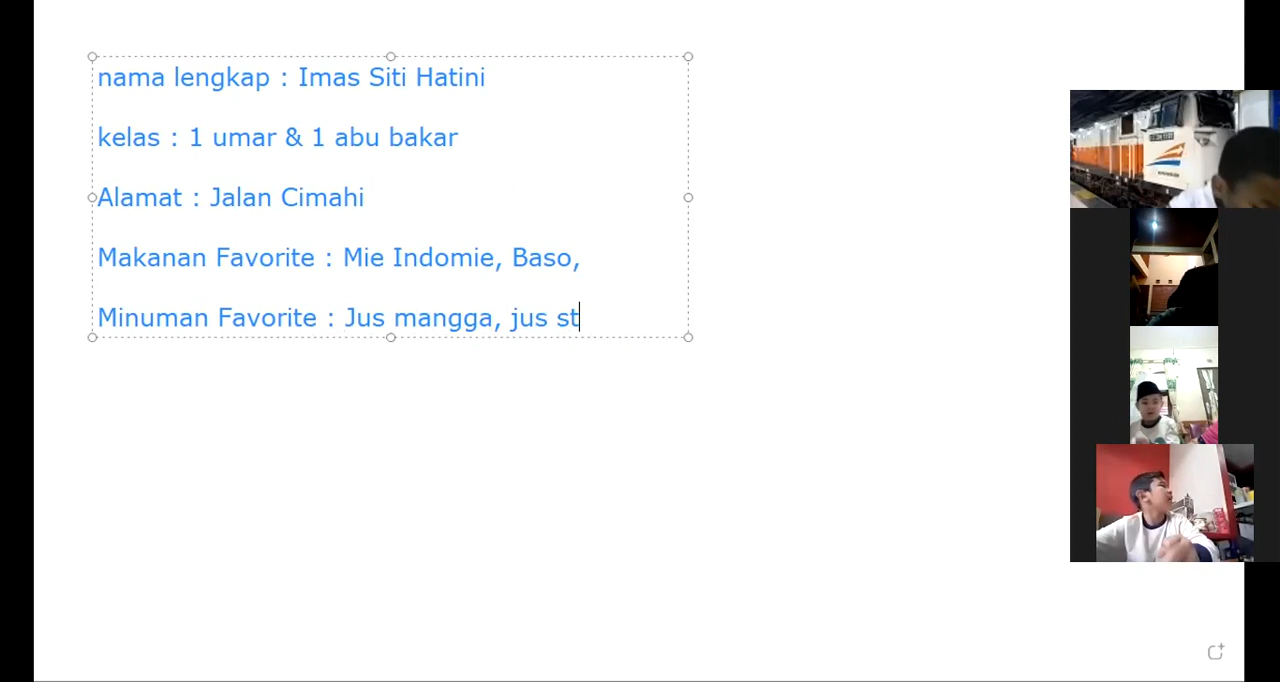 nama lengkap : Imas Siti Hatini
kelas : 1 umar & 1 abu bakar
Alamat : Jalan Cimahi
Makanan Favorite : Mie Indomie, Baso,
Minuman Favorite : Jus mangga, jus st